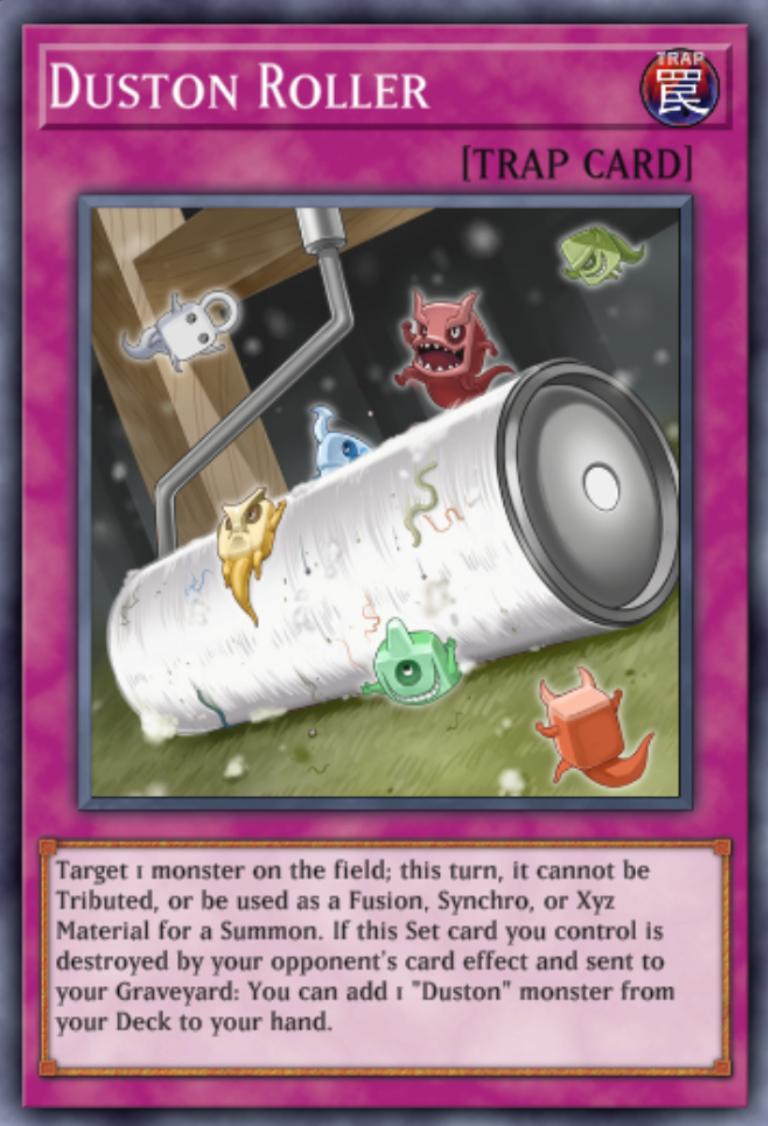 Duston Roller
TRAP
罠
[TRAP CARD]
Target 1 monster on the field; this turn, it cannot be
Tributed, or be used as a Fusion, Synchro, or Xyz
Material for a Summon. If this Set card you control is
destroyed by your opponent's card effect and sent to
your Graveyard: You can add 1 "Duston" monster from
your Deck to your hand.